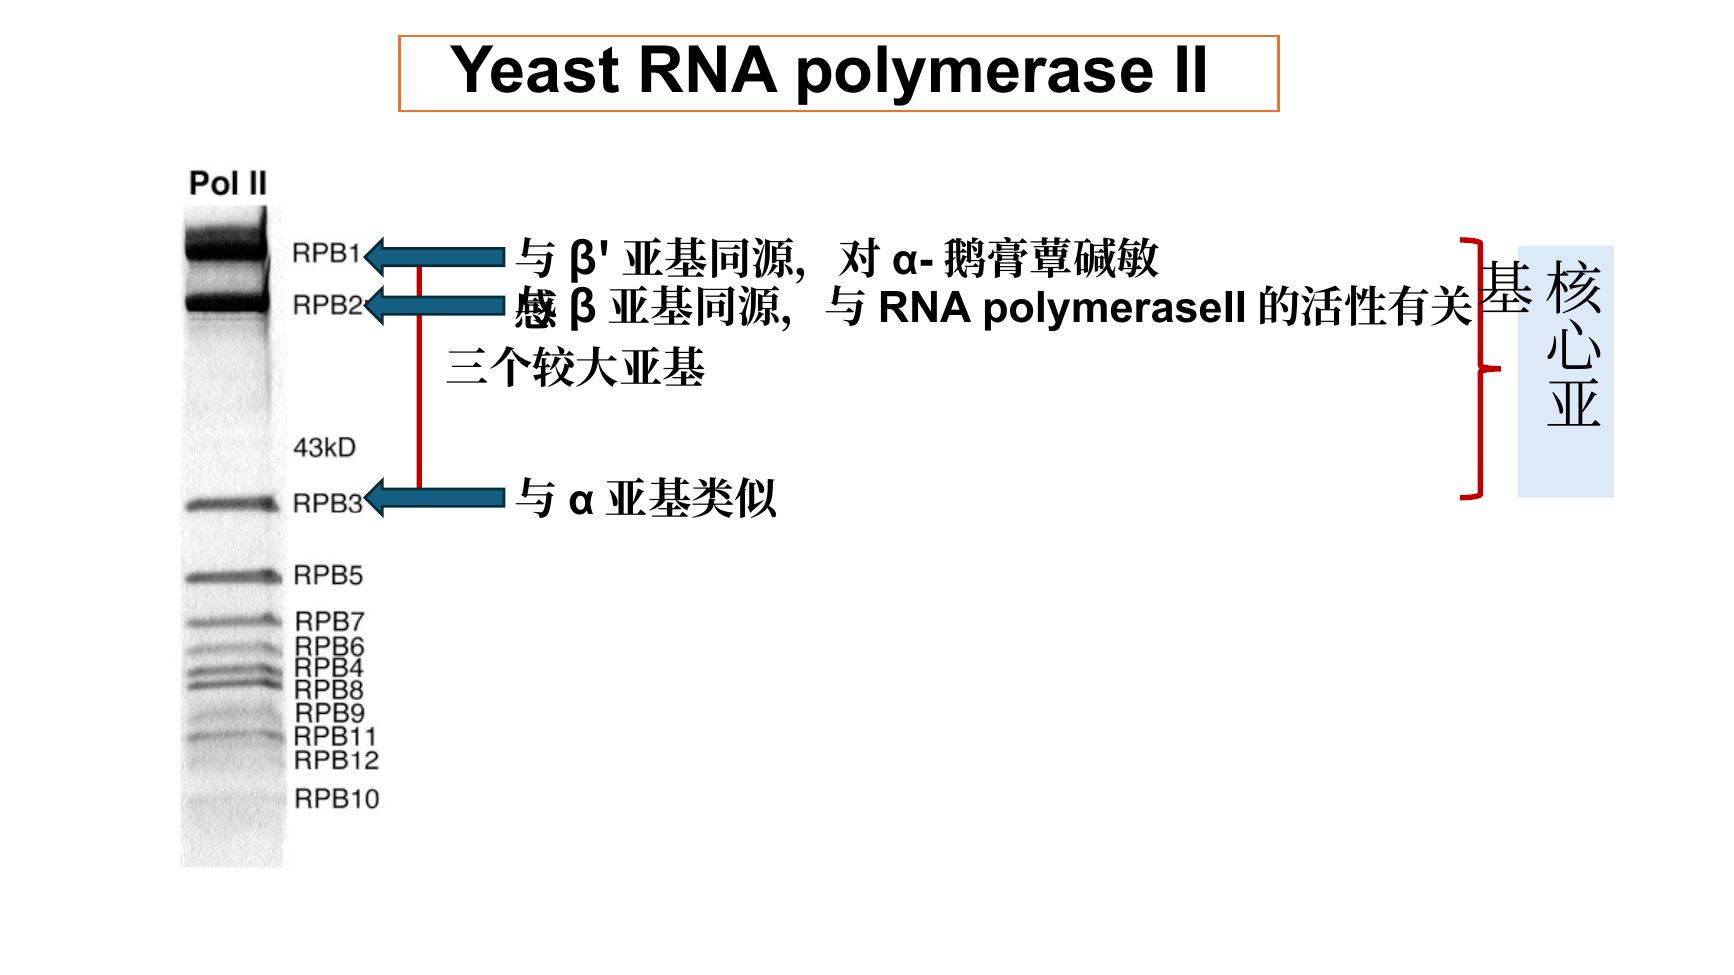 Yeast RNA polymerase II
Pol II
RPB1
与 β' 亚基同源，对 α- 鹅膏蕈碱敏
感
RPB2
与 β 亚基同源，与 RNA polymeraseII 的活性有关
三个较大亚基
43kD
RPB3
与 α 亚基类似
核心亚
基
RPB5
RPB7
RPB6
RPB4
RPB8
RPB9
RPB11
RPB12
RPB10